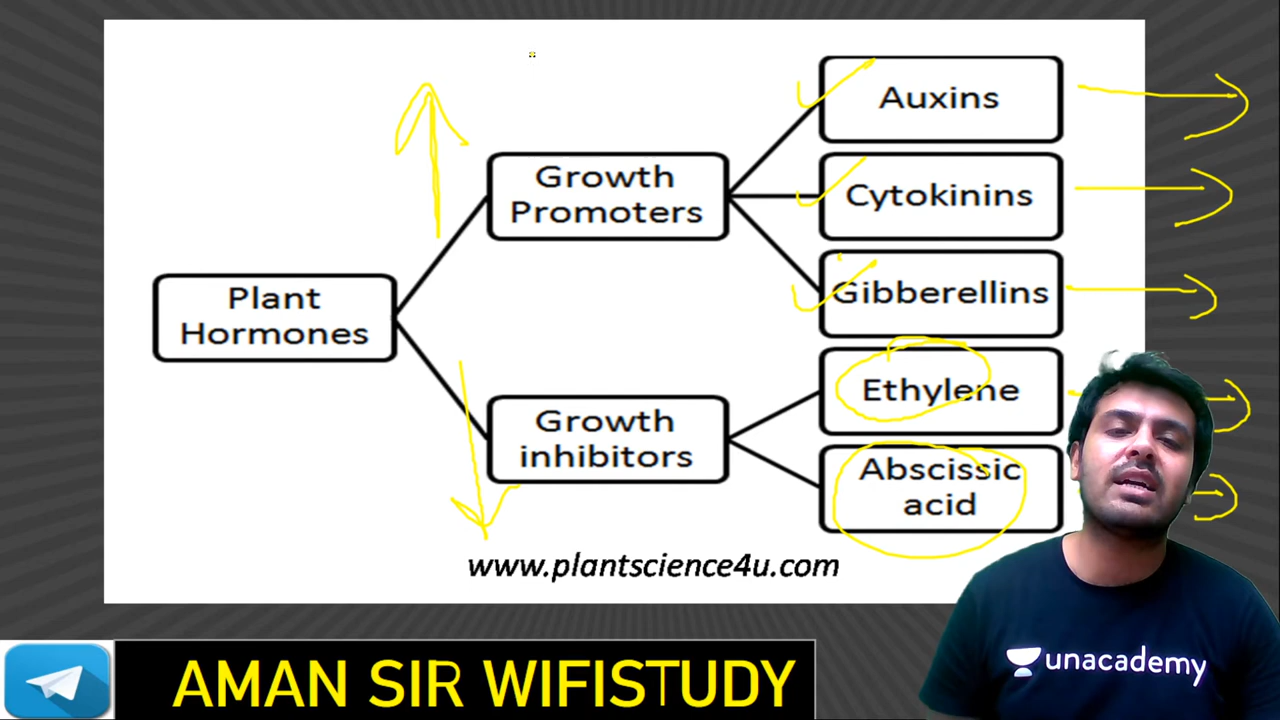 Auxins
Growth
Promoters
Cytokinins
Plant
Hormones
Gibberellins
Ethylene
Growth
inhibitors
Abscissic
acid
www.plantscience4u.com
unacademy
AMAN SIR WIFISTUDY